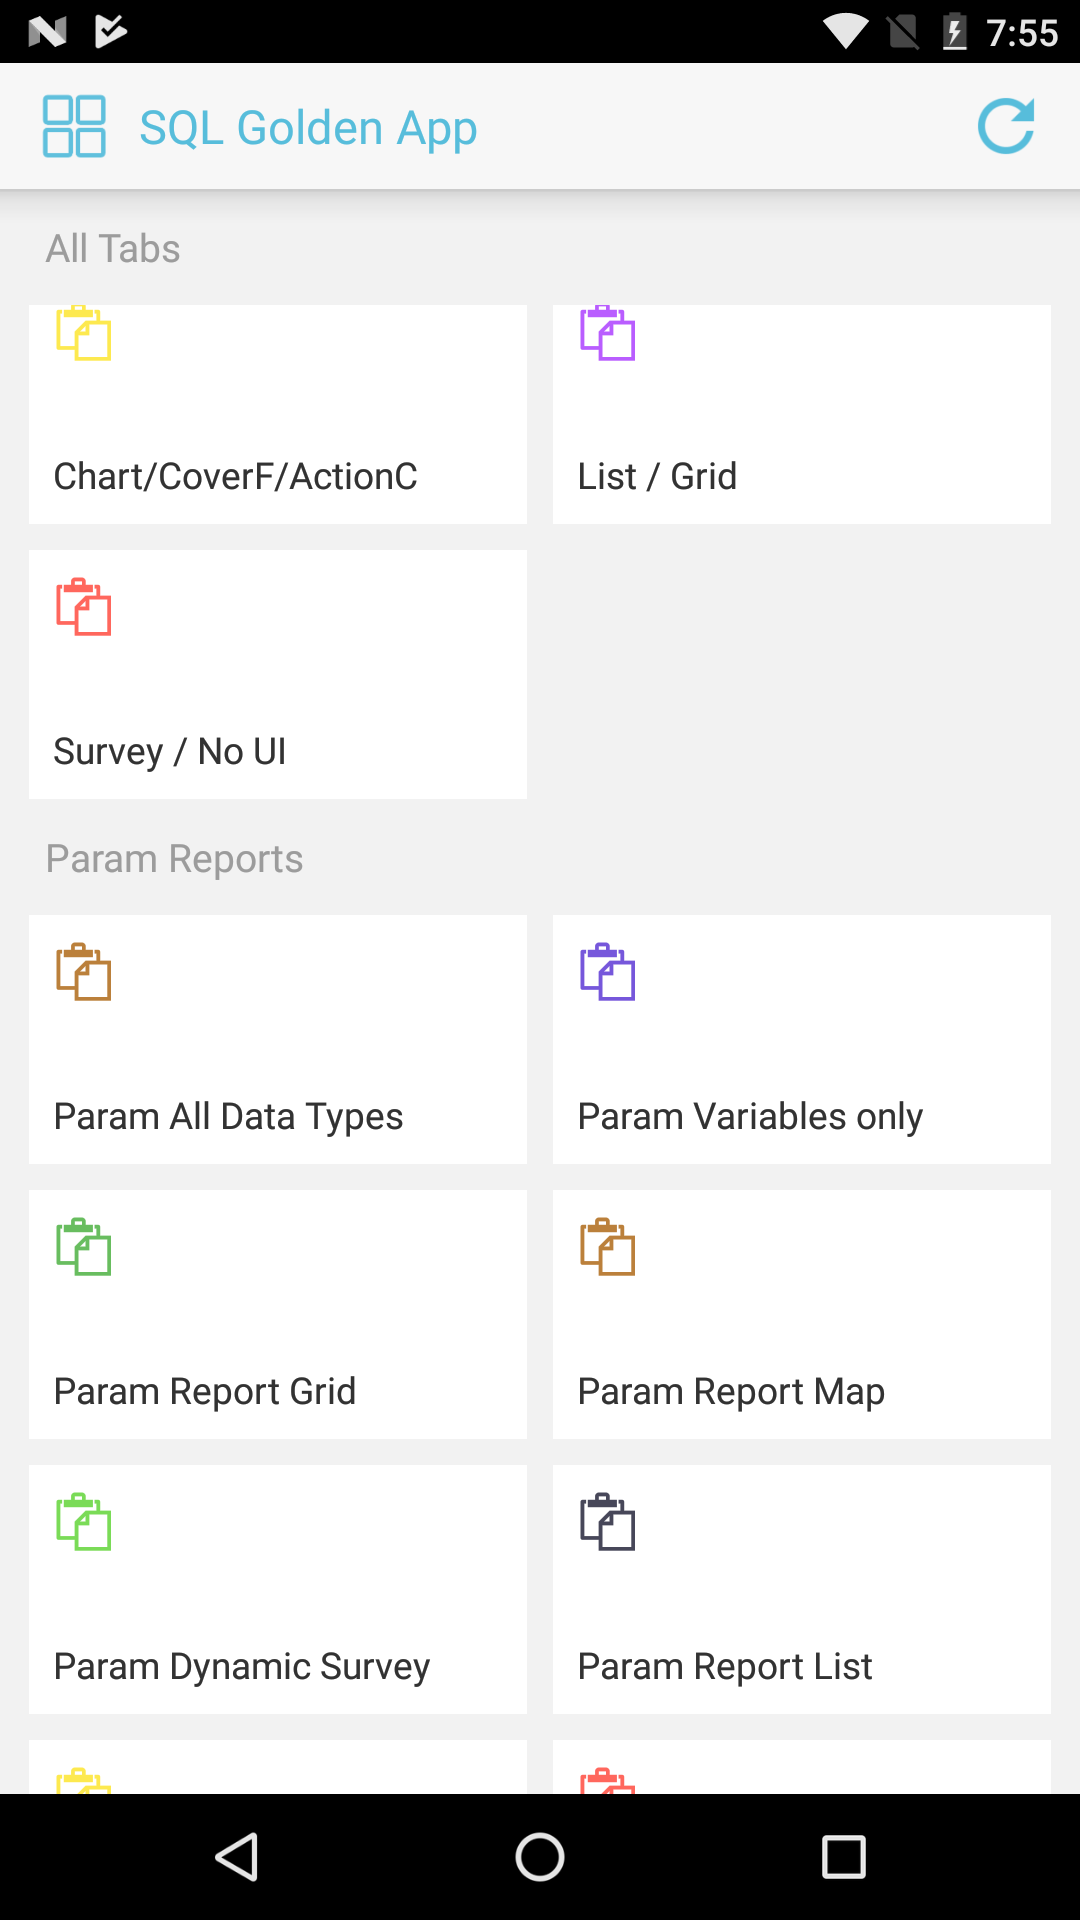 7:55
SQL Golden App
All Tabs
Chart/CoverF/ActionC
List / Grid
Survey / No UI
Param Reports
Param All Data Types
Param Variables only
Param Report Grid
Param Report Map
Param Dynamic Survey
Param Report List